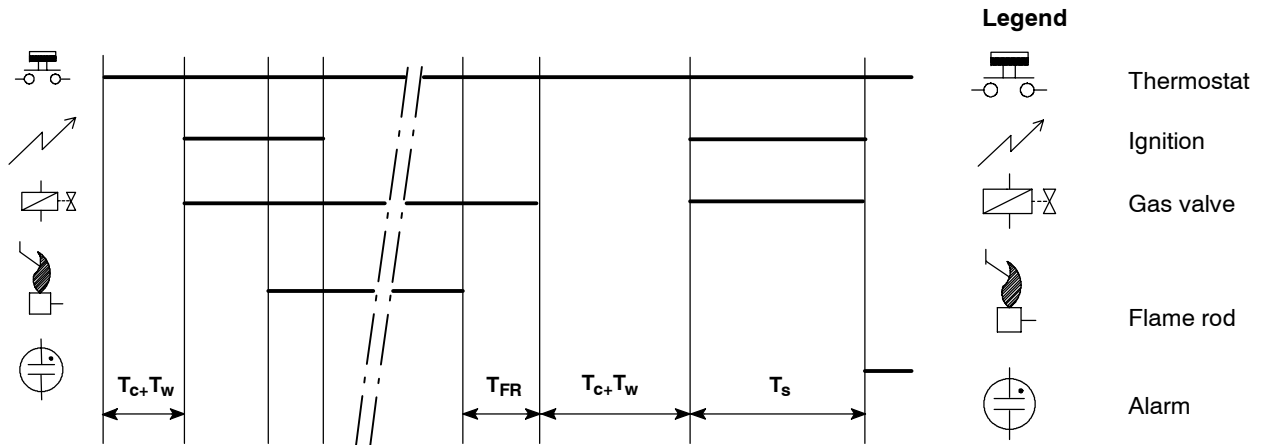 Legend
Thermostat
Ignition
Gas valve
Flame rod
Alarm
Tc+Tw
TFR
Tc+Tw
Ts